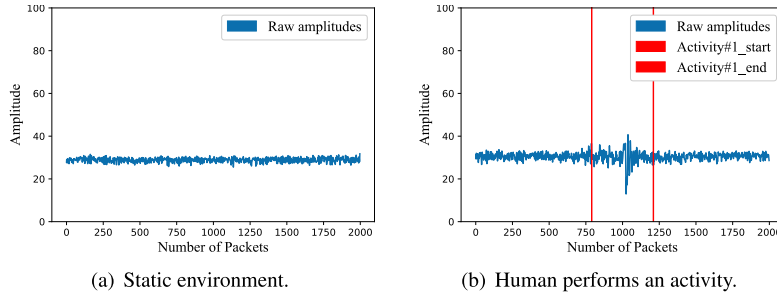 100
80
60
40
20
0
Amplitude
Raw amplitudes
0 250 500 750 1000 1250 1500 1750 2000
Number of Packets
(a) Static environment.
100
80
60
40
20
0
Amplitude
Raw amplitudes
Activity#1_start
Activity#1_end
0 250 500 750 1000 1250 1500 1750 2000
Number of Packets
(b) Human performs an activity.